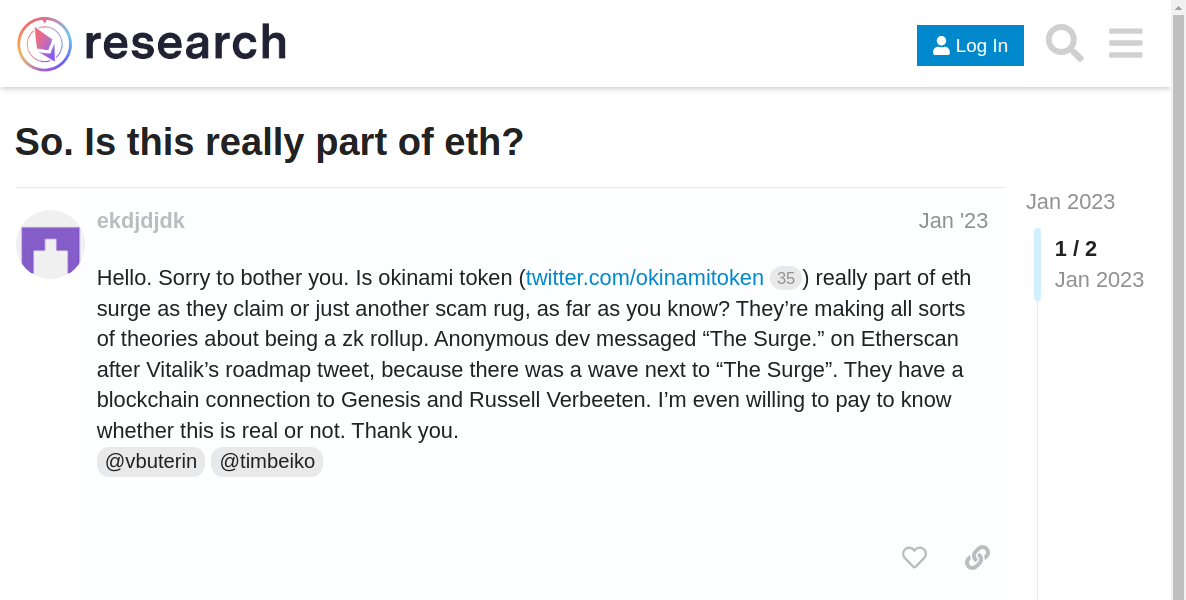 research
Log In
So. Is this really part of eth?
ekdjdjdk
Jan '23
Jan 2023
1 / 2
Jan 2023
Hello. Sorry to bother you. Is okinami token (twitter.com/okinamitoken 35) really part of eth
surge as they claim or just another scam rug, as far as you know? They’re making all sorts
of theories about being a zk rollup. Anonymous dev messaged “The Surge.” on Etherscan
after Vitalik’s roadmap tweet, because there was a wave next to “The Surge”. They have a
blockchain connection to Genesis and Russell Verbeeten. I’m even willing to pay to know
whether this is real or not. Thank you.
@vbuterin @timbeiko